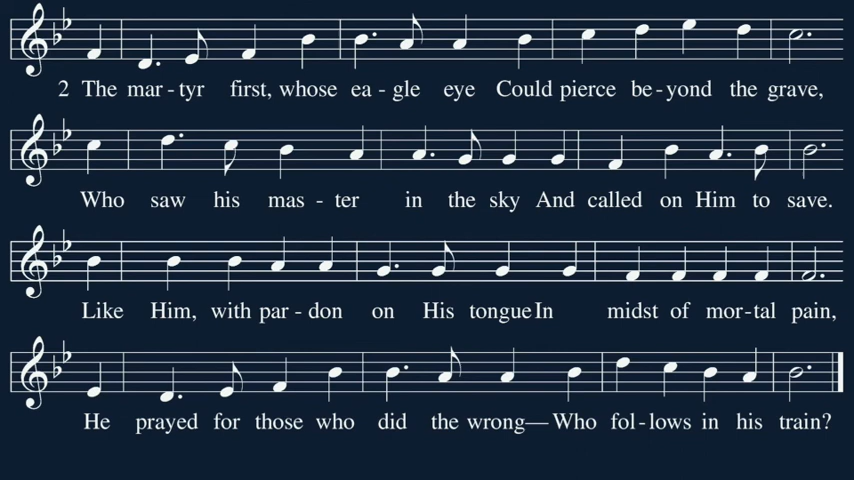 2 The mar-tyr first, whose ea-gle eye Could pierce be-yond the grave,
Who saw his mas-ter in the sky And called on Him to save.
Like Him, with par-don on His tongue In midst of mor-tal pain,
He prayed for those who did the wrong—Who fol-lows in his train?